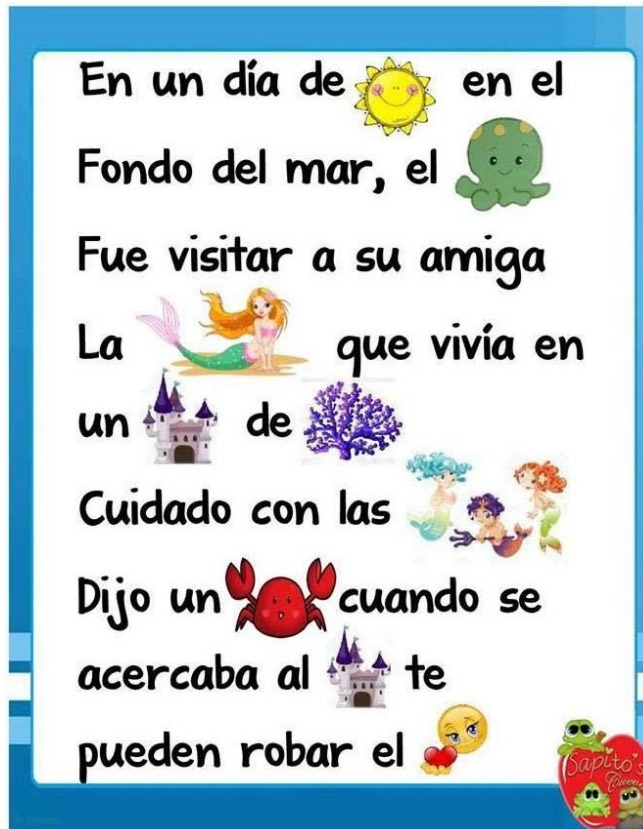 En un día de en el
Fondo del mar, el
Fue visitar a su amiga
La que vivía en
un de
Cuidado con las
Dijo un cuando se
acercaba al te
pueden robar el
Sapito's